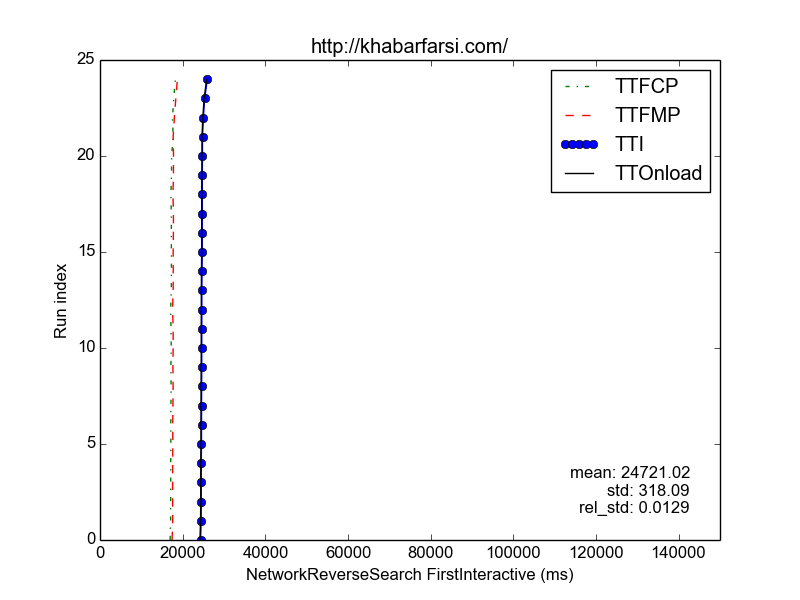 http://khabarfarsi.com/
25
20
15
10
5
0
Run index
TTFCP
TTFMP
TTI
TTOnload
mean: 24721.02
std: 318.09
rel_std: 0.0129
0 20000 40000 60000 80000 100000 120000 140000
NetworkReverseSearch FirstInteractive (ms)